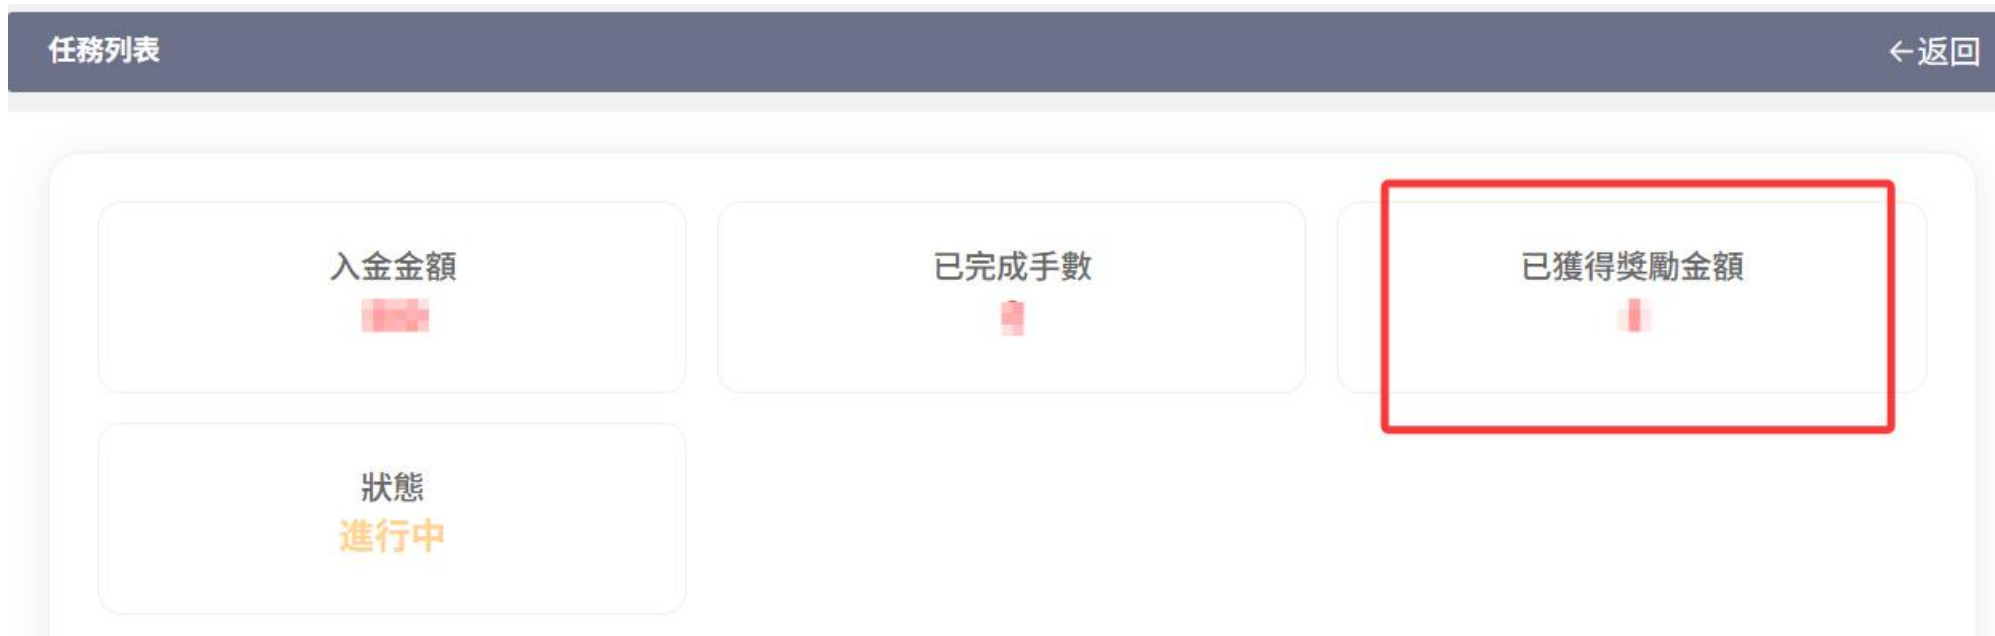 任務列表
←返回
入金金額
已完成手數
已獲得獎勵金額
狀態
進行中